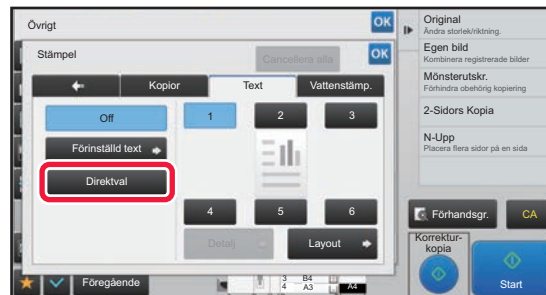 Övrigt
OK
Stämpel
Cancellera alla
OK
Kopior
Text
Vattenstämp.
Off
Förinställd text
Direktval
1
2
3
4
5
6
Detalj
Layout
Föregående
3 B4
4 A3
A4
Original
Ändra storlek/riktning.
Egen bild
Kombinera registrerade bilder
Mönsterutskr.
Förhindra obehörig kopiering
2-Sidors Kopia
N-Upp
Placera flera sidor på en sida
Förhandsgr.
CA
Korrektur-
kopia
Start